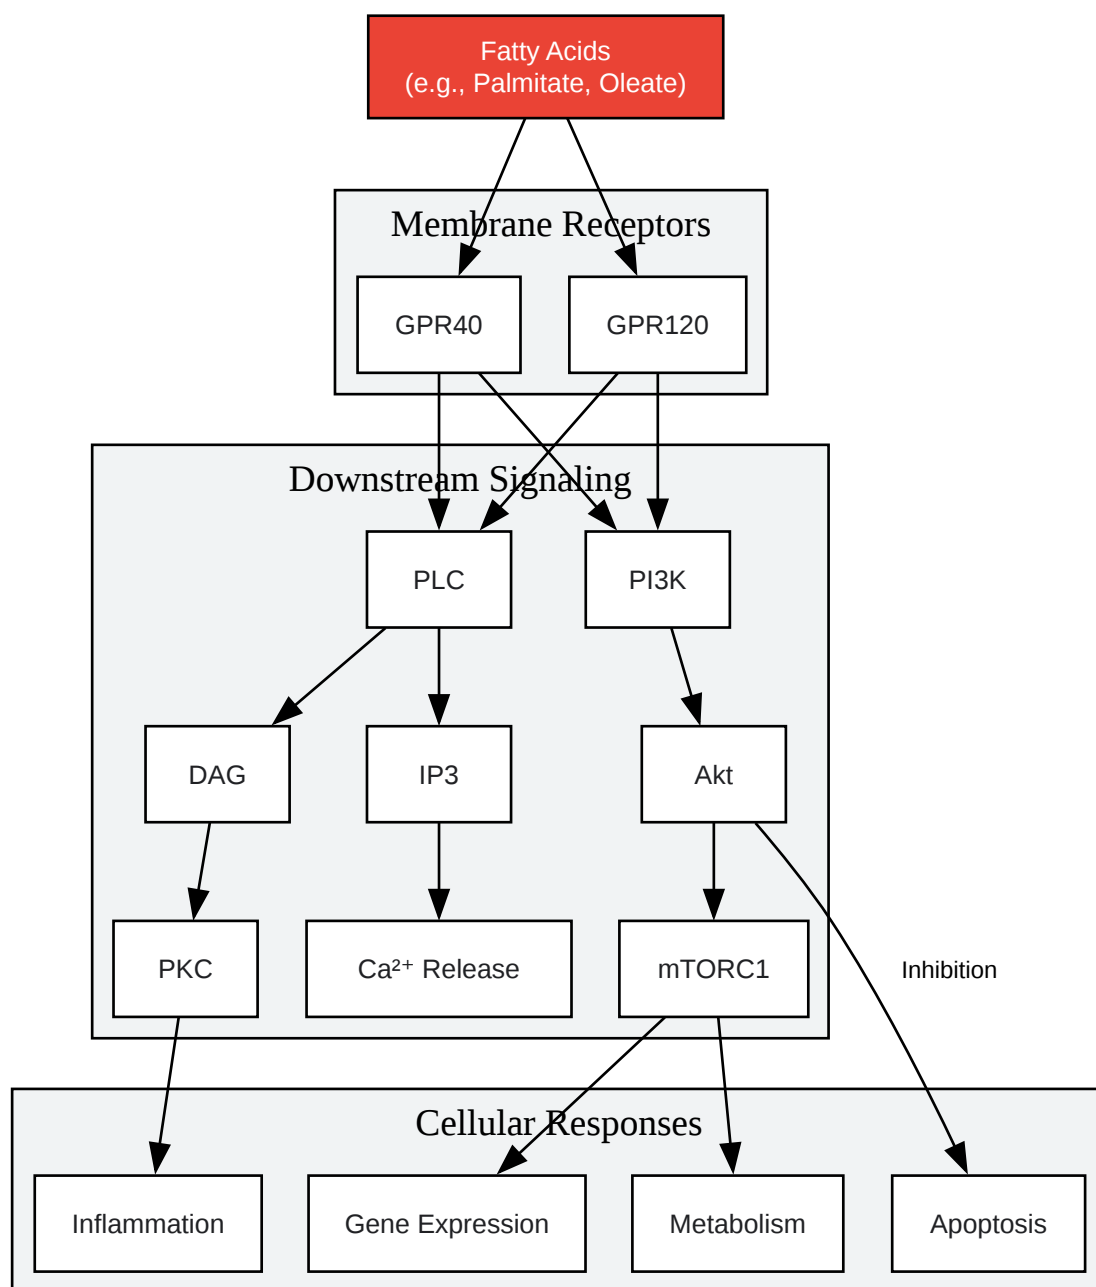 Fatty Acids
(e.g., Palmitate, Oleate)
Membrane Receptors
GPR40
GPR120
Downstream Signaling
PLC
PI3K
DAG
IP3
Akt
PKC
Ca²⁺ Release
mTORC1
Inhibition
Cellular Responses
Inflammation
Gene Expression
Metabolism
Apoptosis